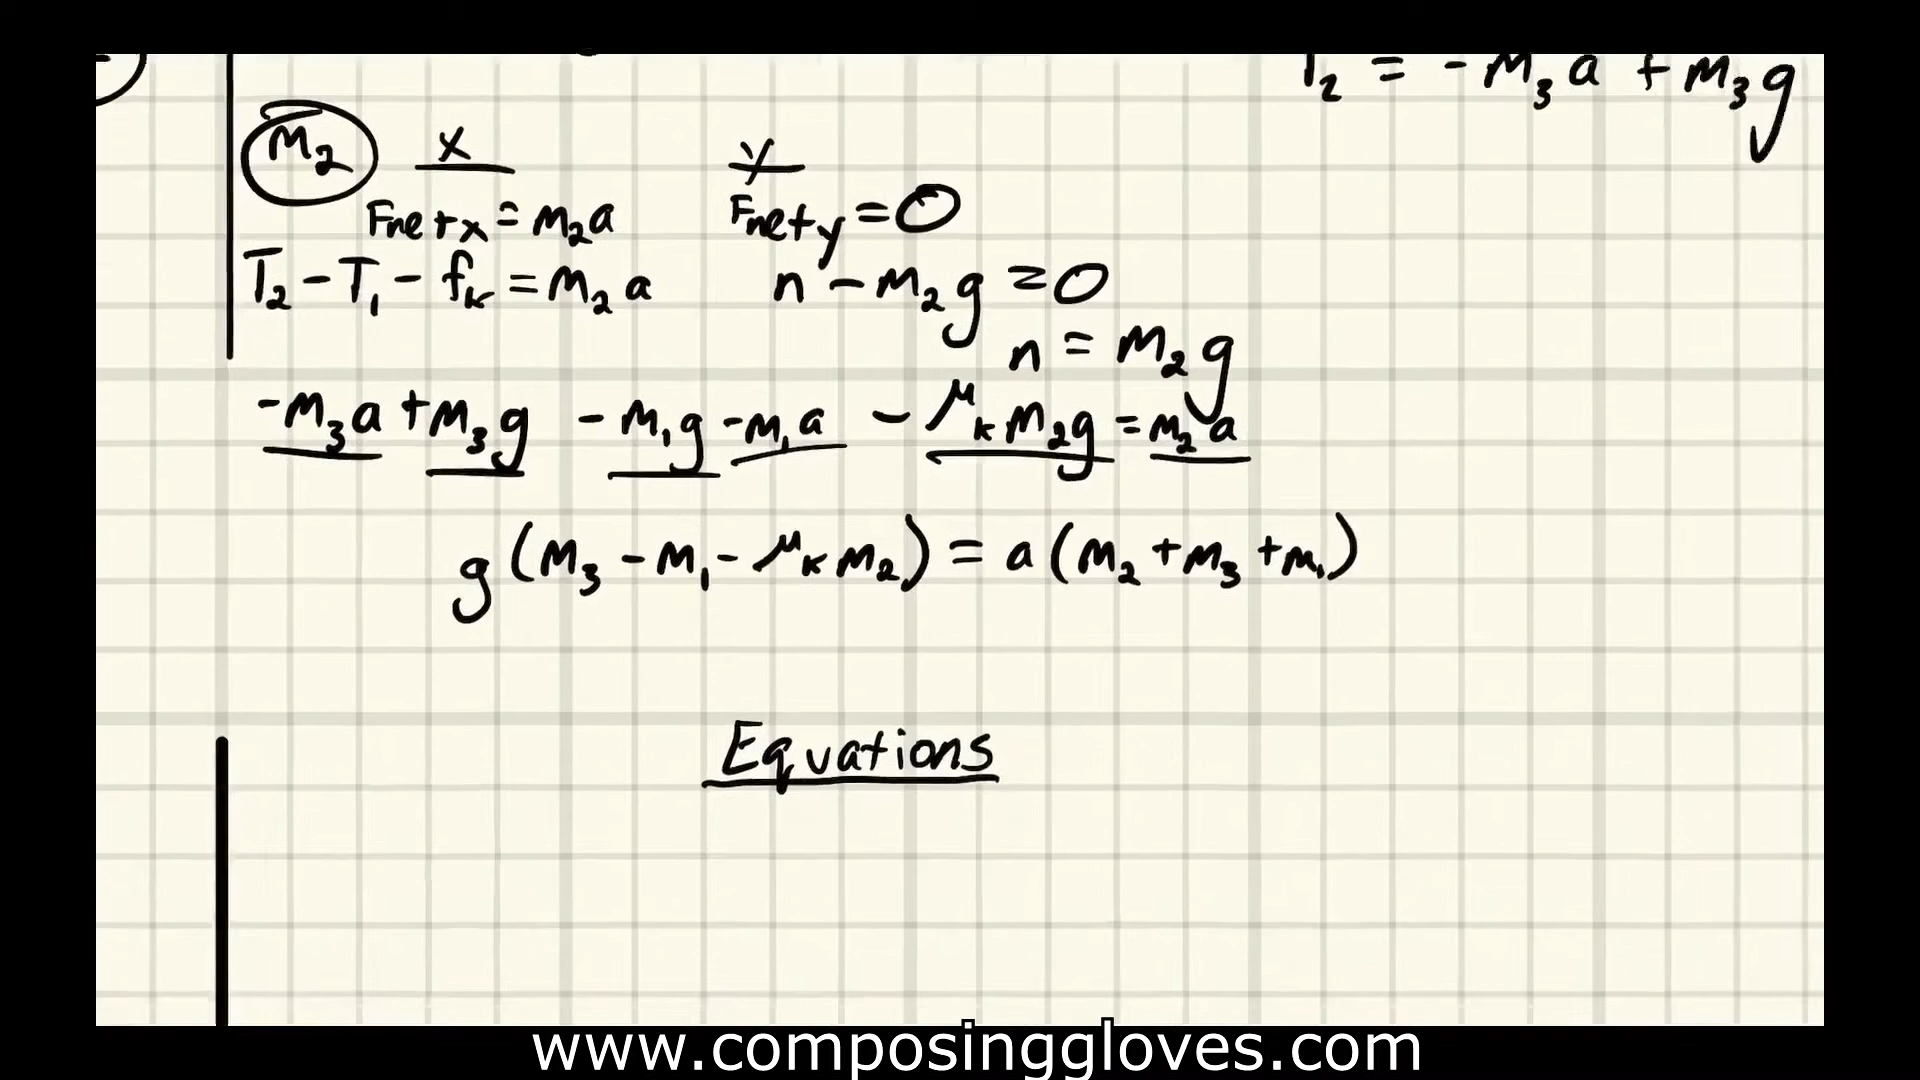 T₂ = -m₃a + m₃g
m₂ x y
Fnetx = m₂a Fnety = 0
T₂ - T₁ - fₖ = m₂a n - m₂g = 0
n = m₂g
-m₃a + m₃g - m₁g - m₁a - μₖm₂g = m₂a
g(m₃ - m₁ - μₖm₂) = a(m₂ + m₃ + m₁)
Equations
www.composinggloves.com